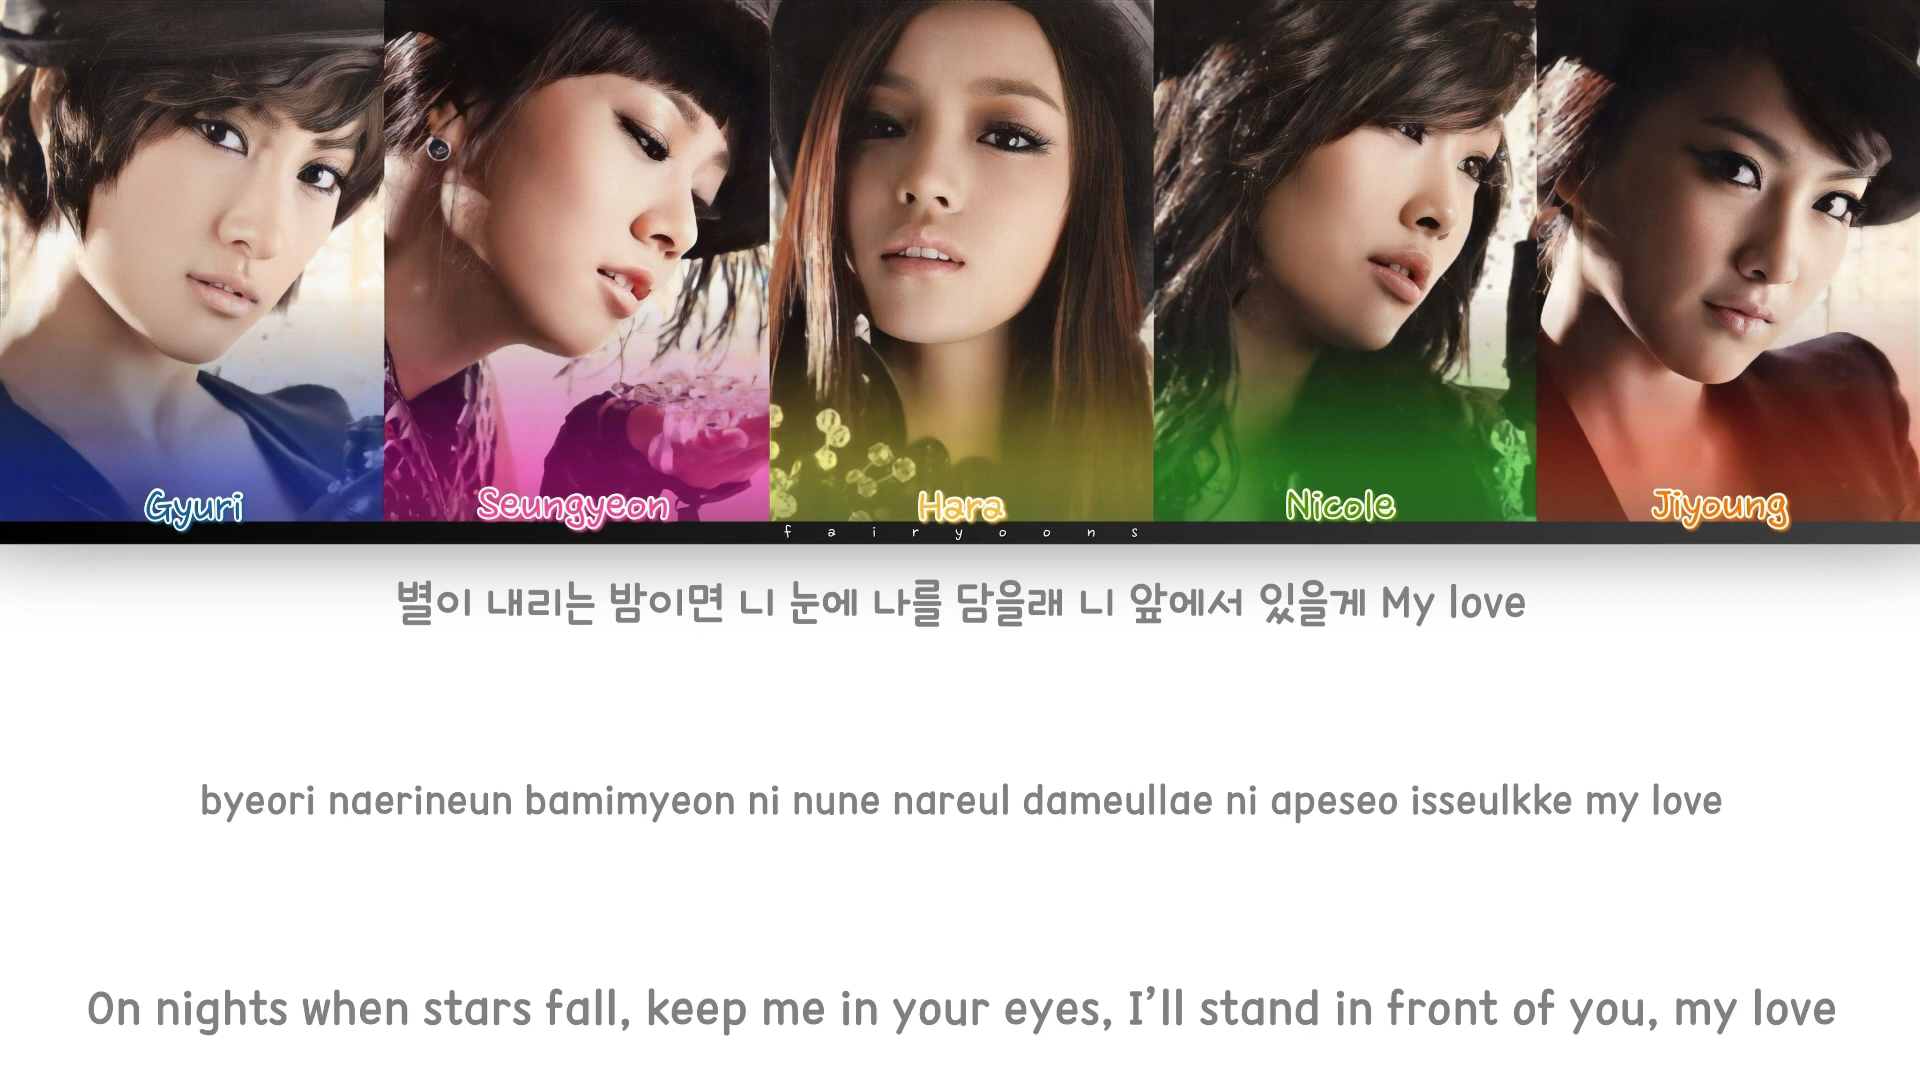 Gyuri Seungyeon Hara Nicole Jiyoung
fairyoons
별이 내리는 밤이면 니 눈에 나를 담을래 니 앞에서 있을게 My love
byeori naerineun bamimyeon ni nune nareul dameullae ni apeseo isseulkke my love
On nights when stars fall, keep me in your eyes, I’ll stand in front of you, my love